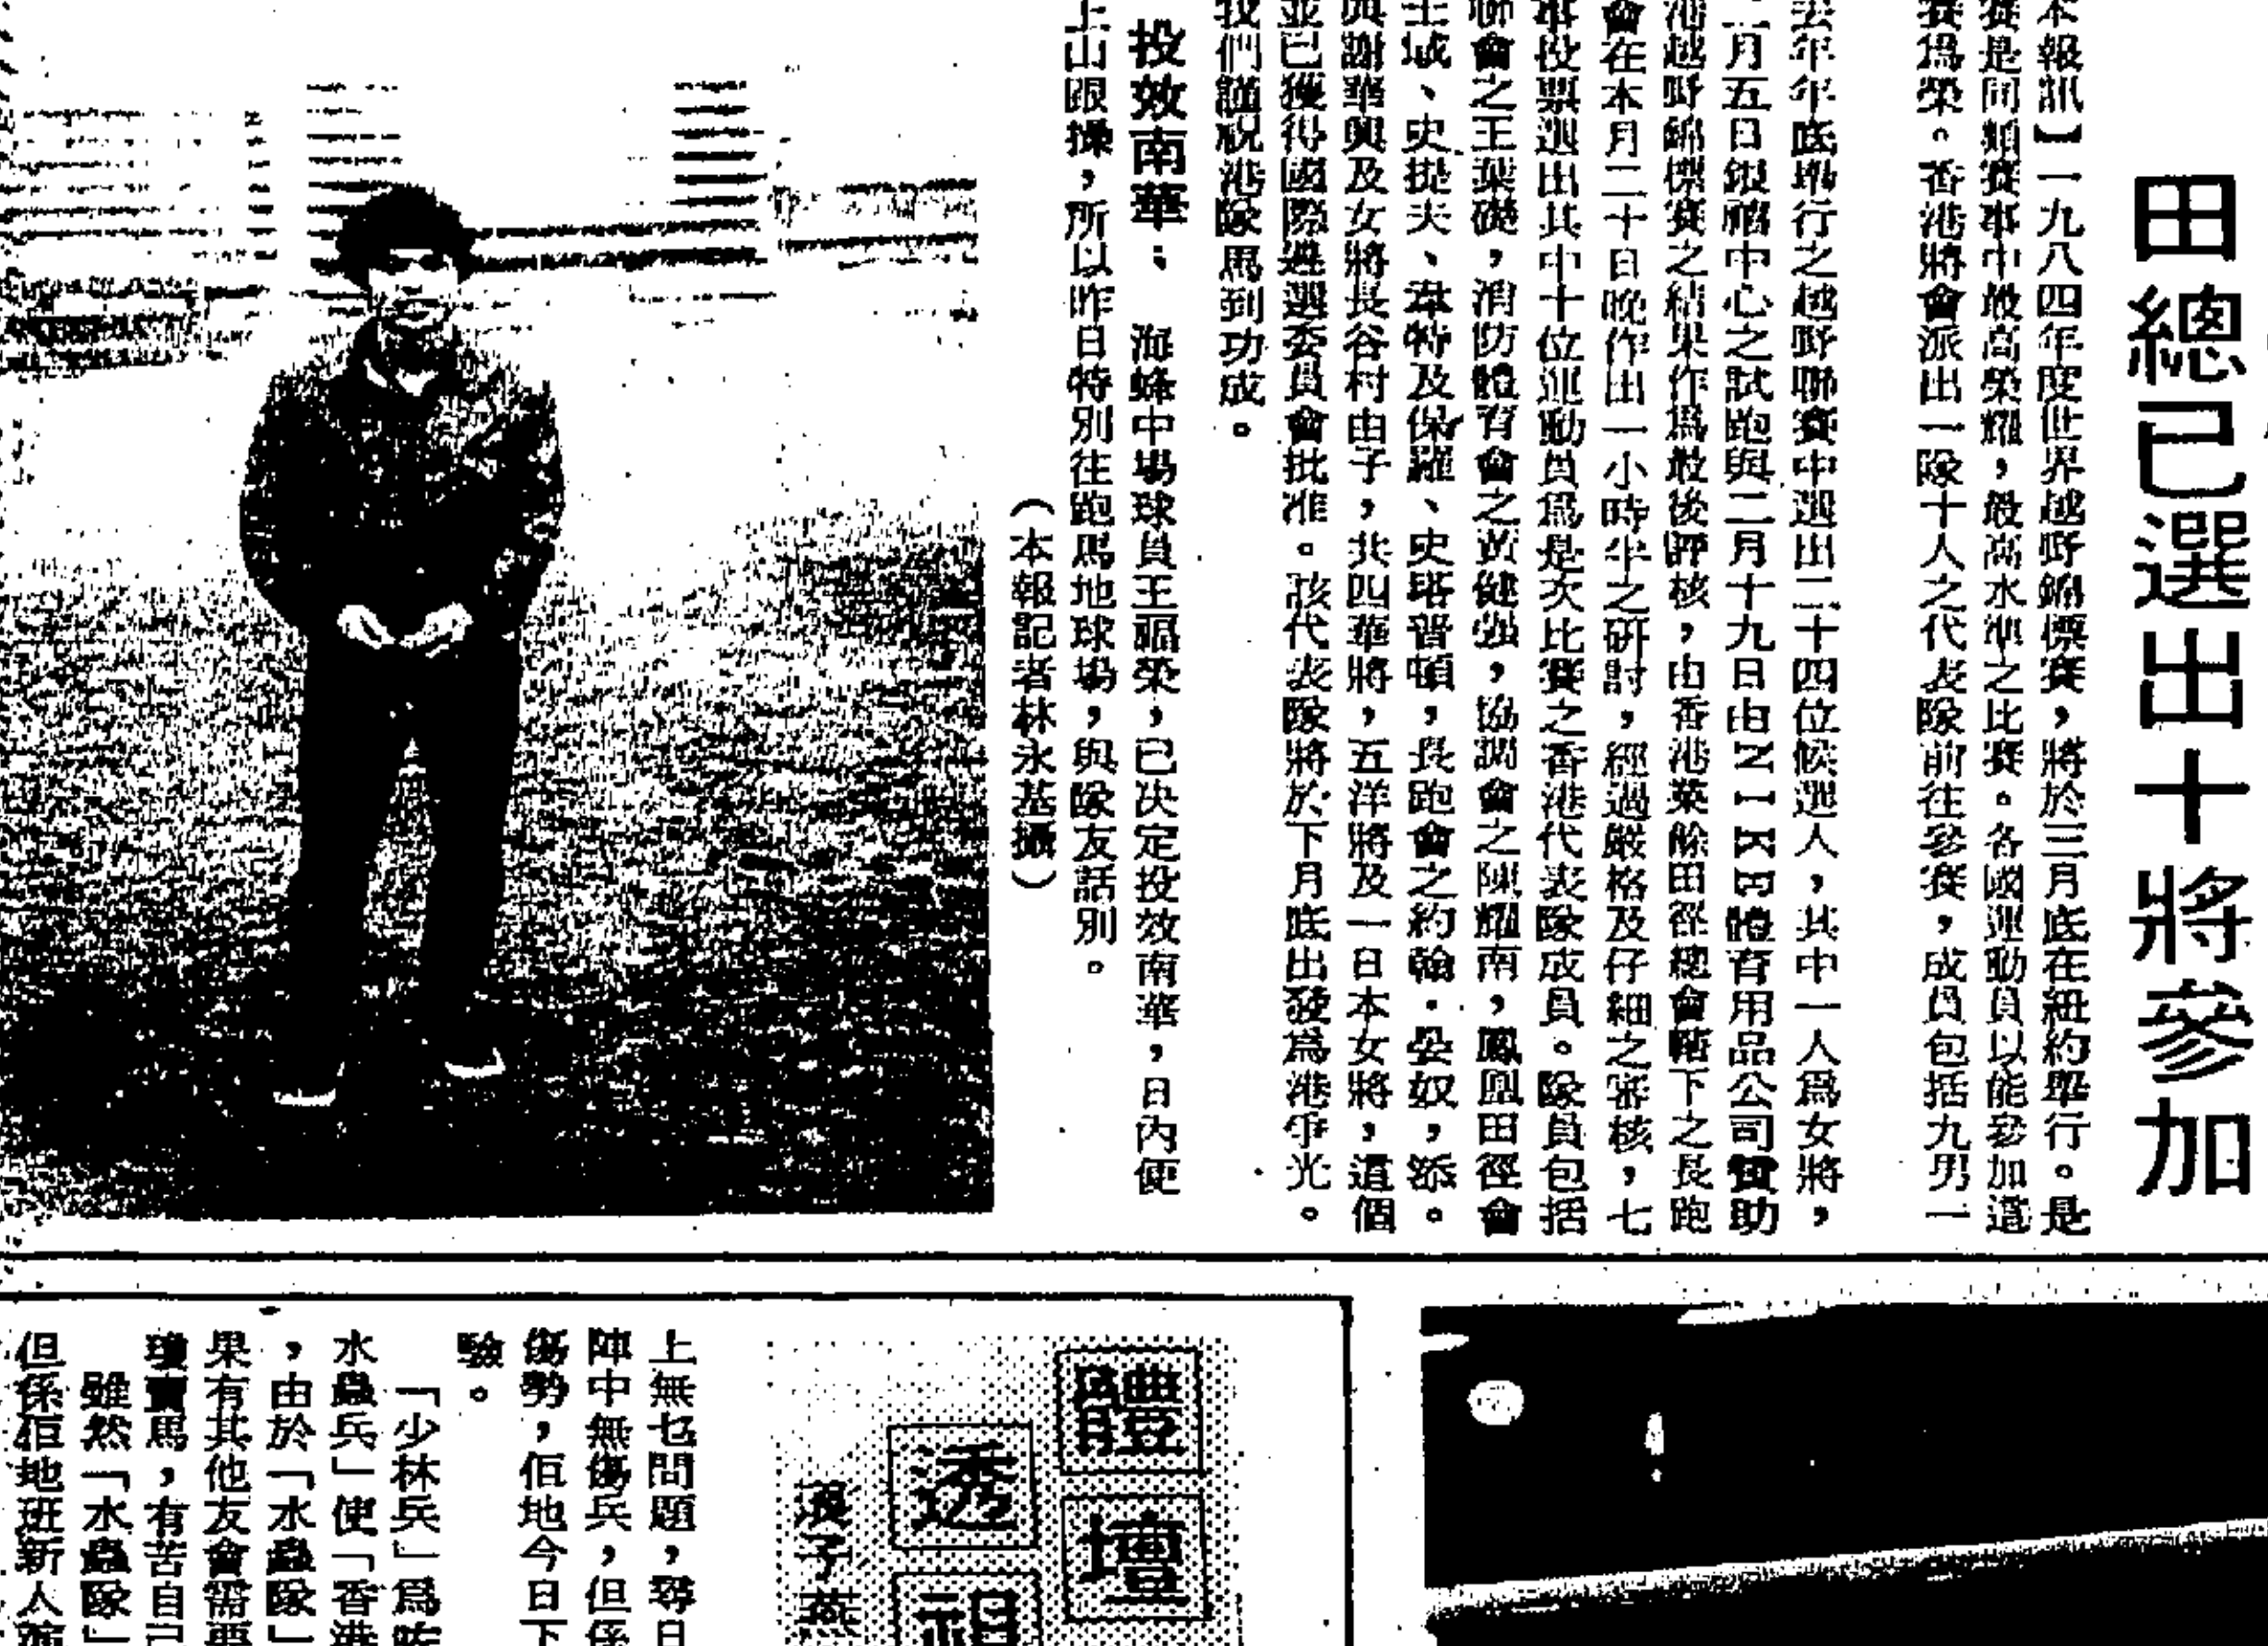 田總已選出十將參加
本報訊】一九八四年度世界越野錦標賽，將於三月底在紐約舉行。是
賽是同類賽事中最高榮耀，最高水準之比賽。各國運動員以能參加這
賽為榮。香港將會派出一隊十人之代表隊前往參賽，成員包括九男一
去年年底舉行之越野聯賽中選出二十四位候選人，其中一人為女將，
二月五日銀禧中心之試跑與二月十九日由NIKE體育用品公司贊助
港越野錦標賽之結果作為最後評核，由香港業餘田徑總會轄下之長跑
會在本月二十日晚作出一小時半之研討，經過嚴格及仔細之審核，七
投票選出其中十位運動員為是次比賽之香港代表隊成員。隊員包括
聯會之王葉礎，消防體育會之黃健強，協調會之陳耀南，鳳凰田徑會
王域、史提夫、韋特及保羅、史塔普頓，長跑會之約翰．晏奴，添。
與謝華興及女將長谷村由子，共四華將，五洋將及一日本女將，這個
並已獲得國際遴選委員會批准。該代表隊將於下月底出發為港爭光。
我們謹祝港隊馬到功成。
投效南華： 海蜂中場球員王福榮，已決定投效南華，日內便
上山跟操，所以昨日特別往跑馬地球場，與隊友話別。
（本報記者林永基攝）
體壇
透視
浪子燕
上無乜問題，尋日
陣中無傷兵，但係
傷勢，佢地今日下
驗。
「少林兵」為
水蟲兵」使「香港
，由於「水蟲隊」
果有其他友會需要
瓊賣馬，有苦自己
雖然「水蟲隊」
但係佢地班新人